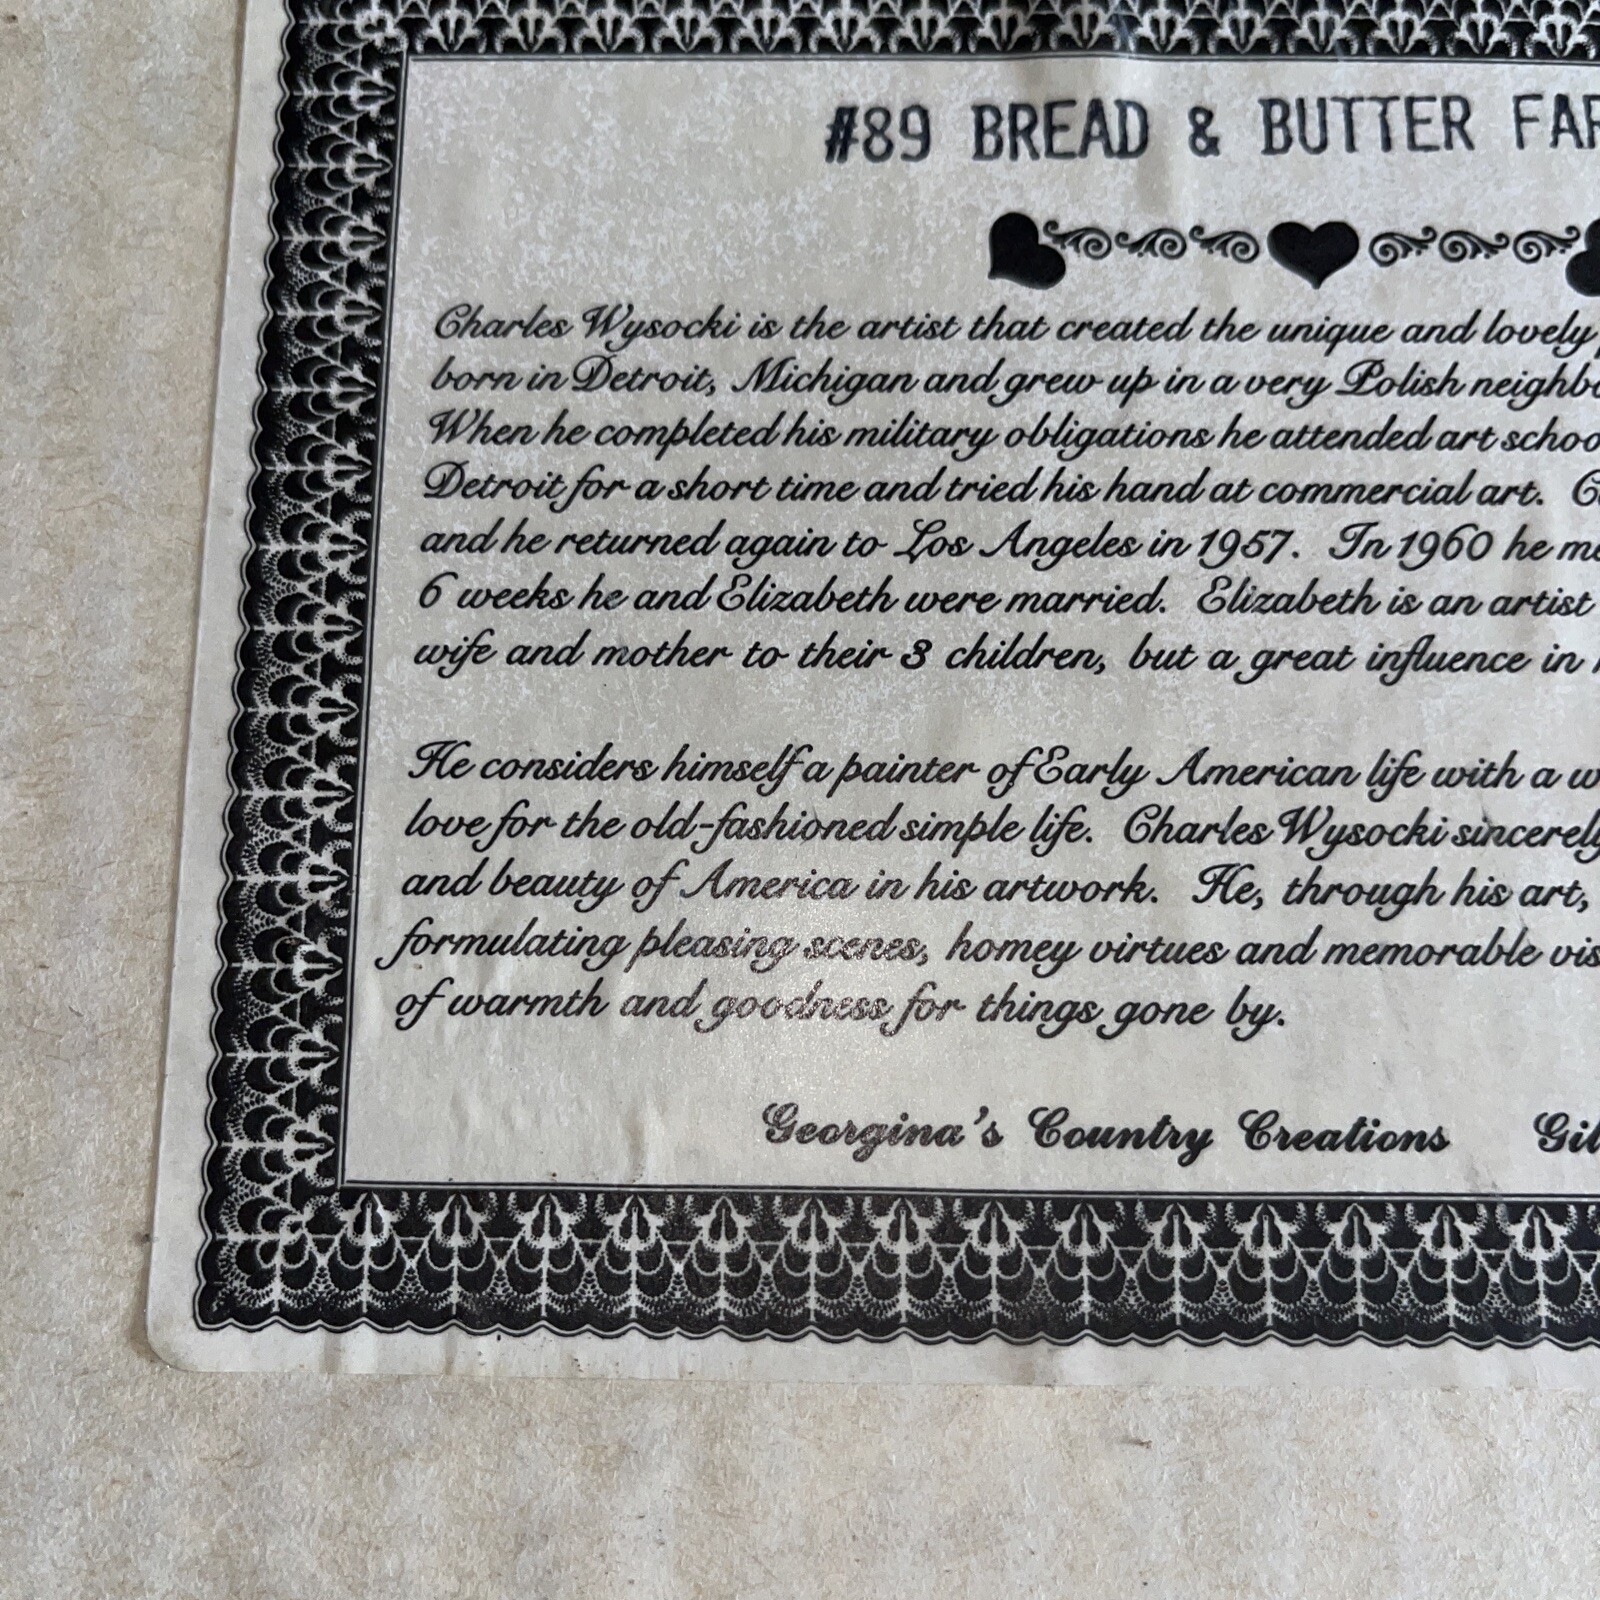 #89 BREAD & BUTTER FAR
Charles Wysocki is the artist that created the unique and lovely
born in Detroit, Michigan and grew up in a very Polish neighbo
When he completed his military obligations he attended art schoo
Detroit for a short time and tried his hand at commercial art. C
and he returned again to Los Angeles in 1957. In 1960 he me
6 weeks he and Elizabeth were married. Elizabeth is an artist
wife and mother to their 3 children, but a great influence in
He considers himself a painter of Early American life with a w
love for the old-fashioned simple life. Charles Wysocki sincerely
and beauty of America in his artwork. He, through his art,
formulating pleasing scenes, homey virtues and memorable vis
of warmth and goodness for things gone by.
Georgina's Country Creations Gil